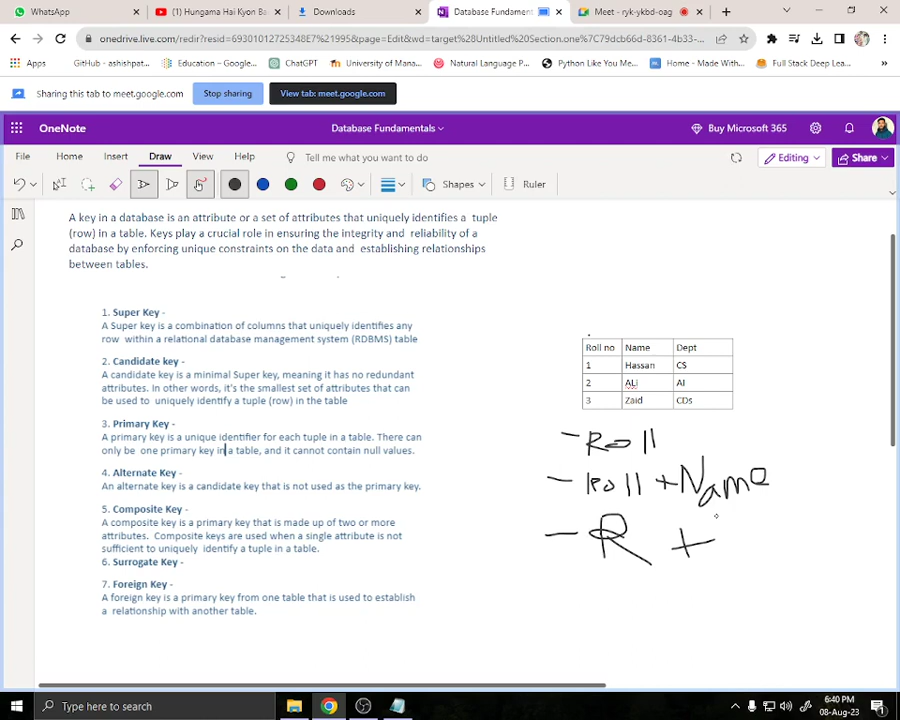 WhatsApp
(1) Hungama Hai Kyon Ba
Downloads
Database Fundament
Meet - ryk-ykbd-oag
onedrive.live.com/redir?resid=69301012725348E7%21995&page=Edit&wd=target%28Untitled%20Section.one%7C79dcb66d-8361-4b33-...
Apps
GitHub - ashishpat...
Education – Google...
ChatGPT
University of Mana...
Natural Language P...
Python Like You Me...
Home - Made With...
Full Stack Deep Lea...
Sharing this tab to meet.google.com
Stop sharing
View tab: meet.google.com
OneNote
Database Fundamentals
Buy Microsoft 365
File
Home
Insert
Draw
View
Help
Tell me what you want to do
Editing
Share
Shapes
Ruler
A key in a database is an attribute or a set of attributes that uniquely identifies a tuple
(row) in a table. Keys play a crucial role in ensuring the integrity and reliability of a
database by enforcing unique constraints on the data and establishing relationships
between tables.
1. Super Key -
A Super key is a combination of columns that uniquely identifies any
row within a relational database management system (RDBMS) table
2. Candidate key -
A candidate key is a minimal Super key, meaning it has no redundant
attributes. In other words, it's the smallest set of attributes that can
be used to uniquely identify a tuple (row) in the table
3. Primary Key -
A primary key is a unique identifier for each tuple in a table. There can
only be one primary key in a table, and it cannot contain null values.
4. Alternate Key -
An alternate key is a candidate key that is not used as the primary key.
5. Composite Key -
A composite key is a primary key that is made up of two or more
attributes. Composite keys are used when a single attribute is not
sufficient to uniquely identify a tuple in a table.
6. Surrogate Key -
7. Foreign Key -
A foreign key is a primary key from one table that is used to establish
a relationship with another table.
Roll no Name Dept
1 Hassan CS
2 ALi AI
3 Zaid CDs
- Roll
- Roll + Name
- R +
Type here to search
6:40 PM
08-Aug-23
1